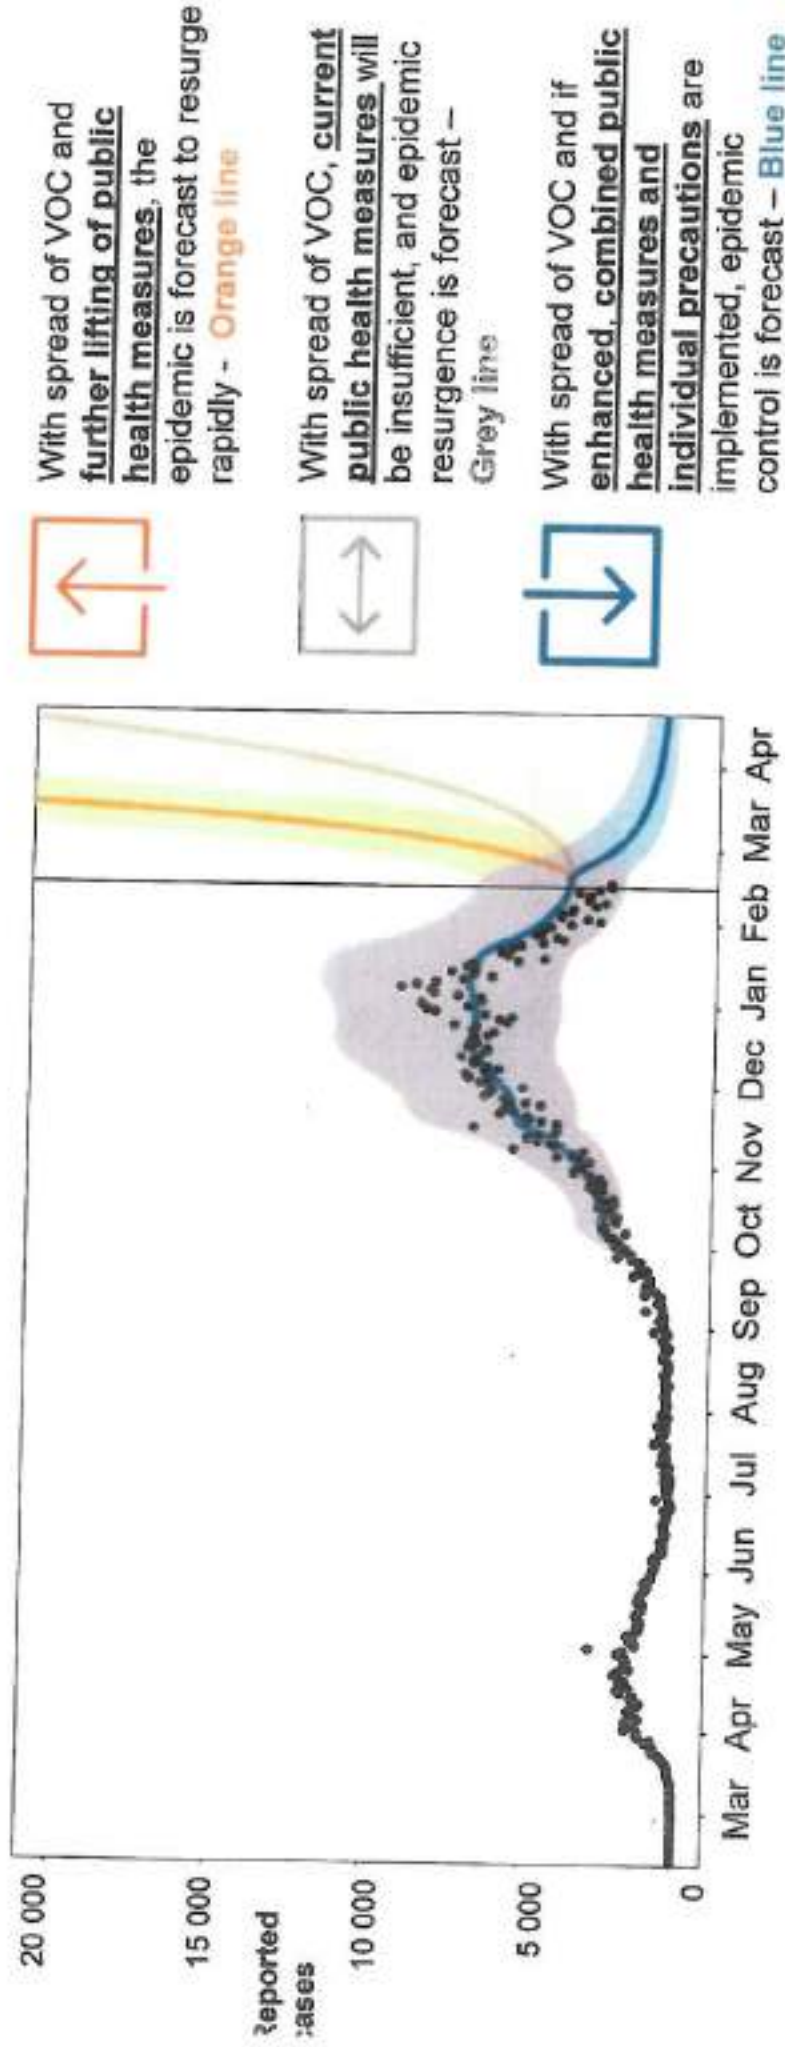 20 000
15 000
10 000
5 000
0
Reported
cases
Mar Apr May Jun Jul Aug Sep Oct Nov Dec Jan Feb Mar Apr
With spread of VOC and
further lifting of public
health measures, the
epidemic is forecast to resurge
rapidly - Orange line
With spread of VOC, current
public health measures will
be insufficient, and epidemic
resurgence is forecast –
Grey line
With spread of VOC and if
enhanced, combined public
health measures and
individual precautions are
implemented, epidemic
control is forecast – Blue line